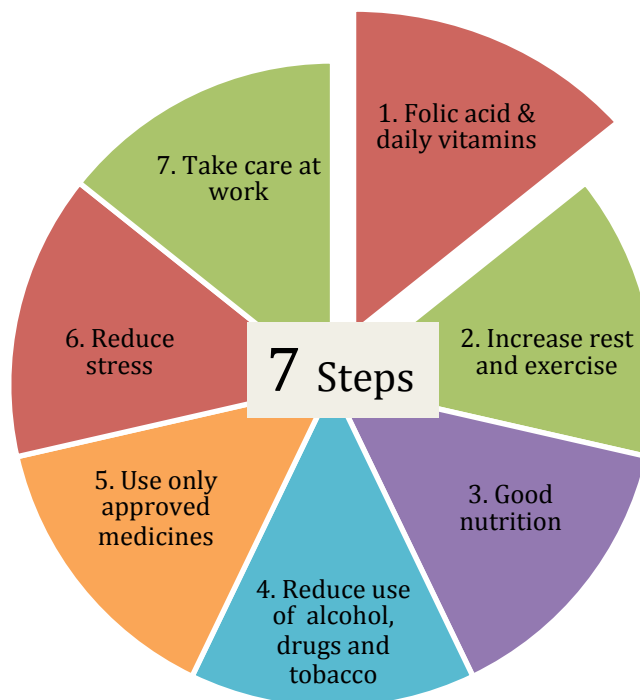 1. Folic acid &
daily vitamins
2. Increase rest
and exercise
3. Good
nutrition
4. Reduce use
of alcohol,
drugs and
tobacco
5. Use only
approved
medicines
6. Reduce
stress
7. Take care at
work
7 Steps